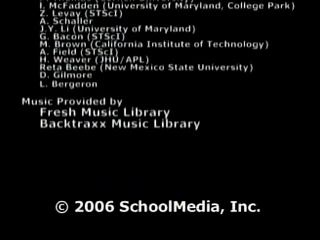 L. McFadden (University of Maryland, College Park)
Z. Levay (STScI)
A. Schaller
J.Y. Li (University of Maryland)
G. Bacon (STScI)
M. Brown (California Institute of Technology)
A. Field (STScI)
H. Weaver (JHU/APL)
Reta Beebe (New Mexico State University)
D. Gilmore
L. Bergeron
Music Provided by
Fresh Music Library
Backtraxx Music Library
© 2006 SchoolMedia, Inc.